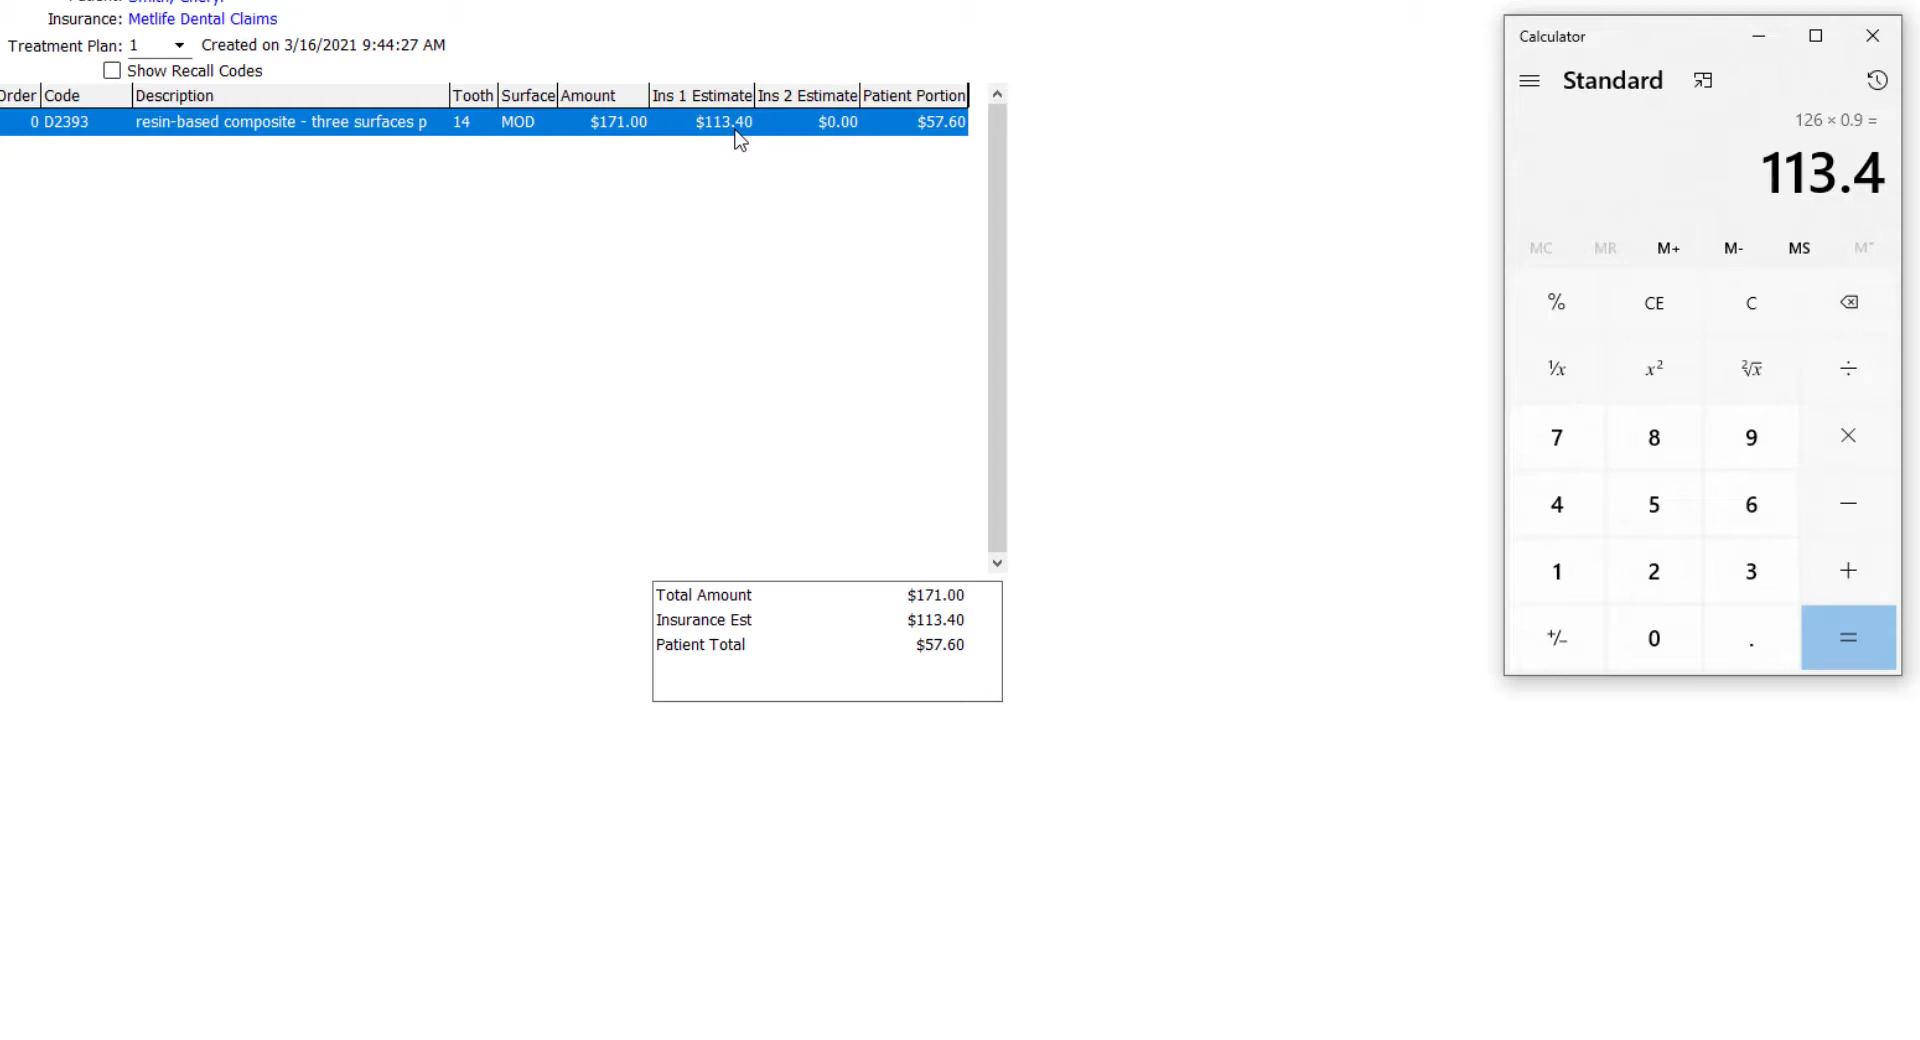 Insurance: Metlife Dental Claims
Treatment Plan: 1 Created on 3/16/2021 9:44:27 AM
Show Recall Codes
Order Code Description Tooth Surface Amount Ins 1 Estimate Ins 2 Estimate Patient Portion
0 D2393 resin-based composite - three surfaces p 14 MOD $171.00 $113.40 $0.00 $57.60
Total Amount $171.00
Insurance Est $113.40
Patient Total $57.60
Calculator
Standard
126 × 0.9 =
113.4
MC MR M+ M- MS M˅
% CE C
¹/x x² ²√x ÷
7 8 9 ×
4 5 6 −
1 2 3 +
+/− 0 . =